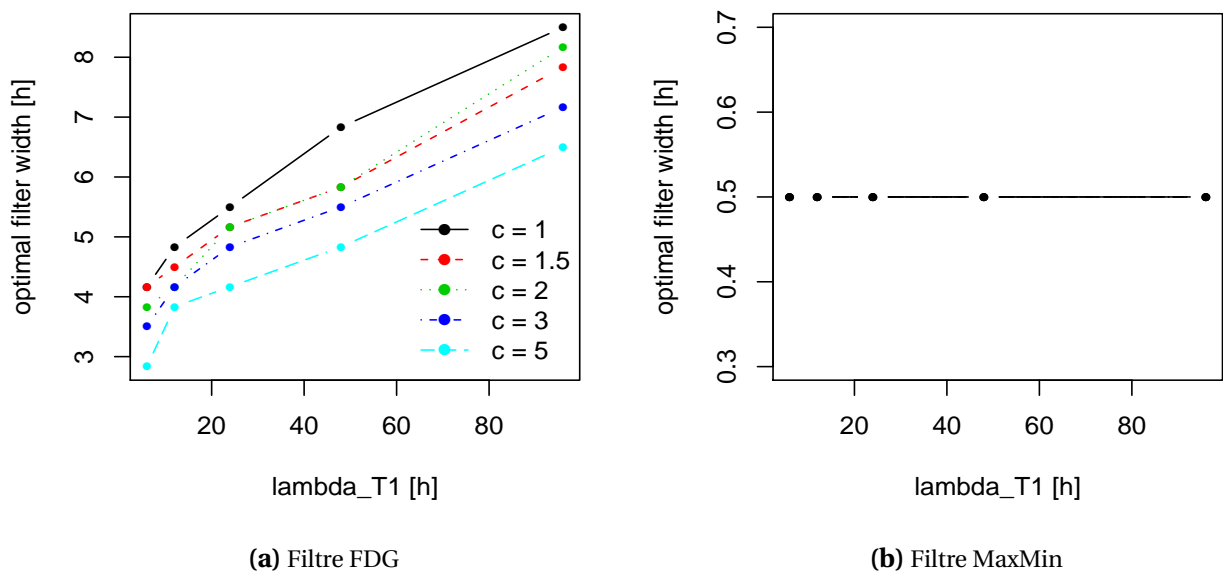 optimal filter width [h]
8
7
6
5
4
3
20 40 60 80
lambda_T1 [h]
c = 1
c = 1.5
c = 2
c = 3
c = 5
(a) Filtre FDG
optimal filter width [h]
0.7
0.6
0.5
0.4
0.3
20 40 60 80
lambda_T1 [h]
(b) Filtre MaxMin